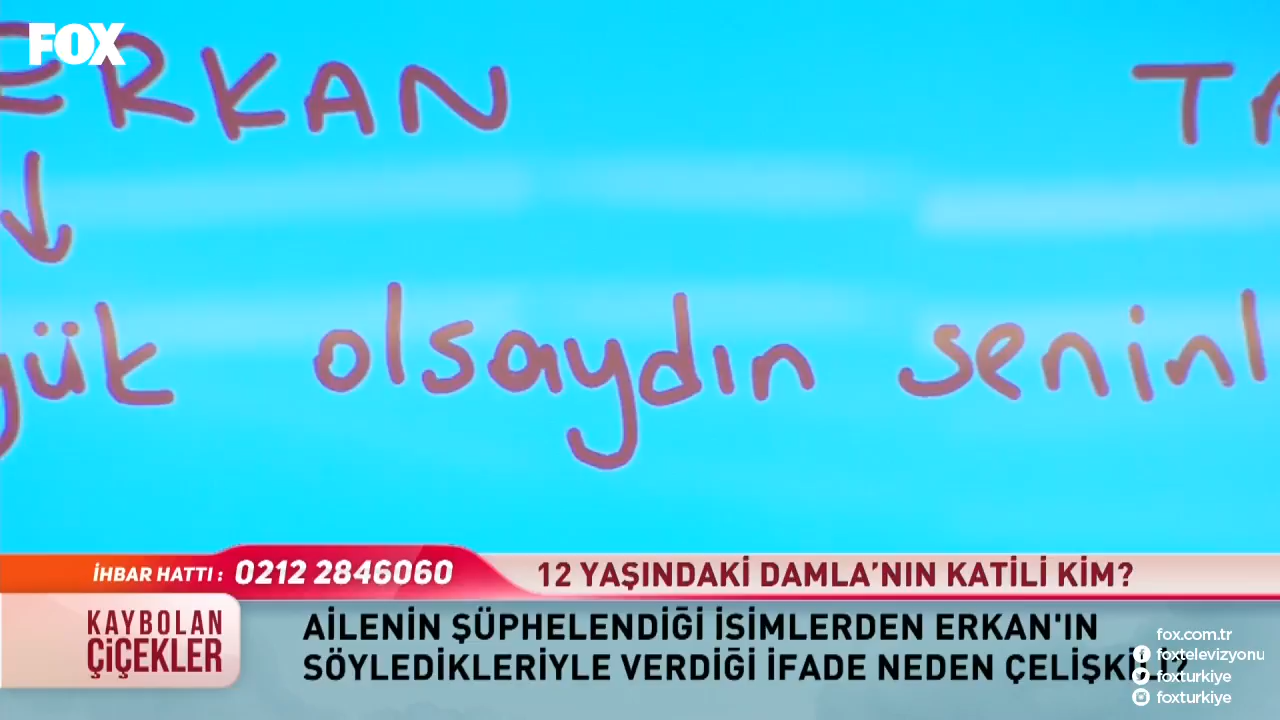 FOX
ERKAN
olsaydın
İHBAR HATTI : 0212 2846060
12 YAŞINDAKİ DAMLA'NIN KATİLİ KİM?
KAYBOLAN
ÇİÇEKLER
AİLENİN ŞÜPHELENDİĞİ İSİMLERDEN ERKAN'IN
SÖYLEDİKLERİYLE VERDİĞİ İFADE NEDEN
fox.com.tr
foxtelevizyonu
foxturkiye
foxturkiye